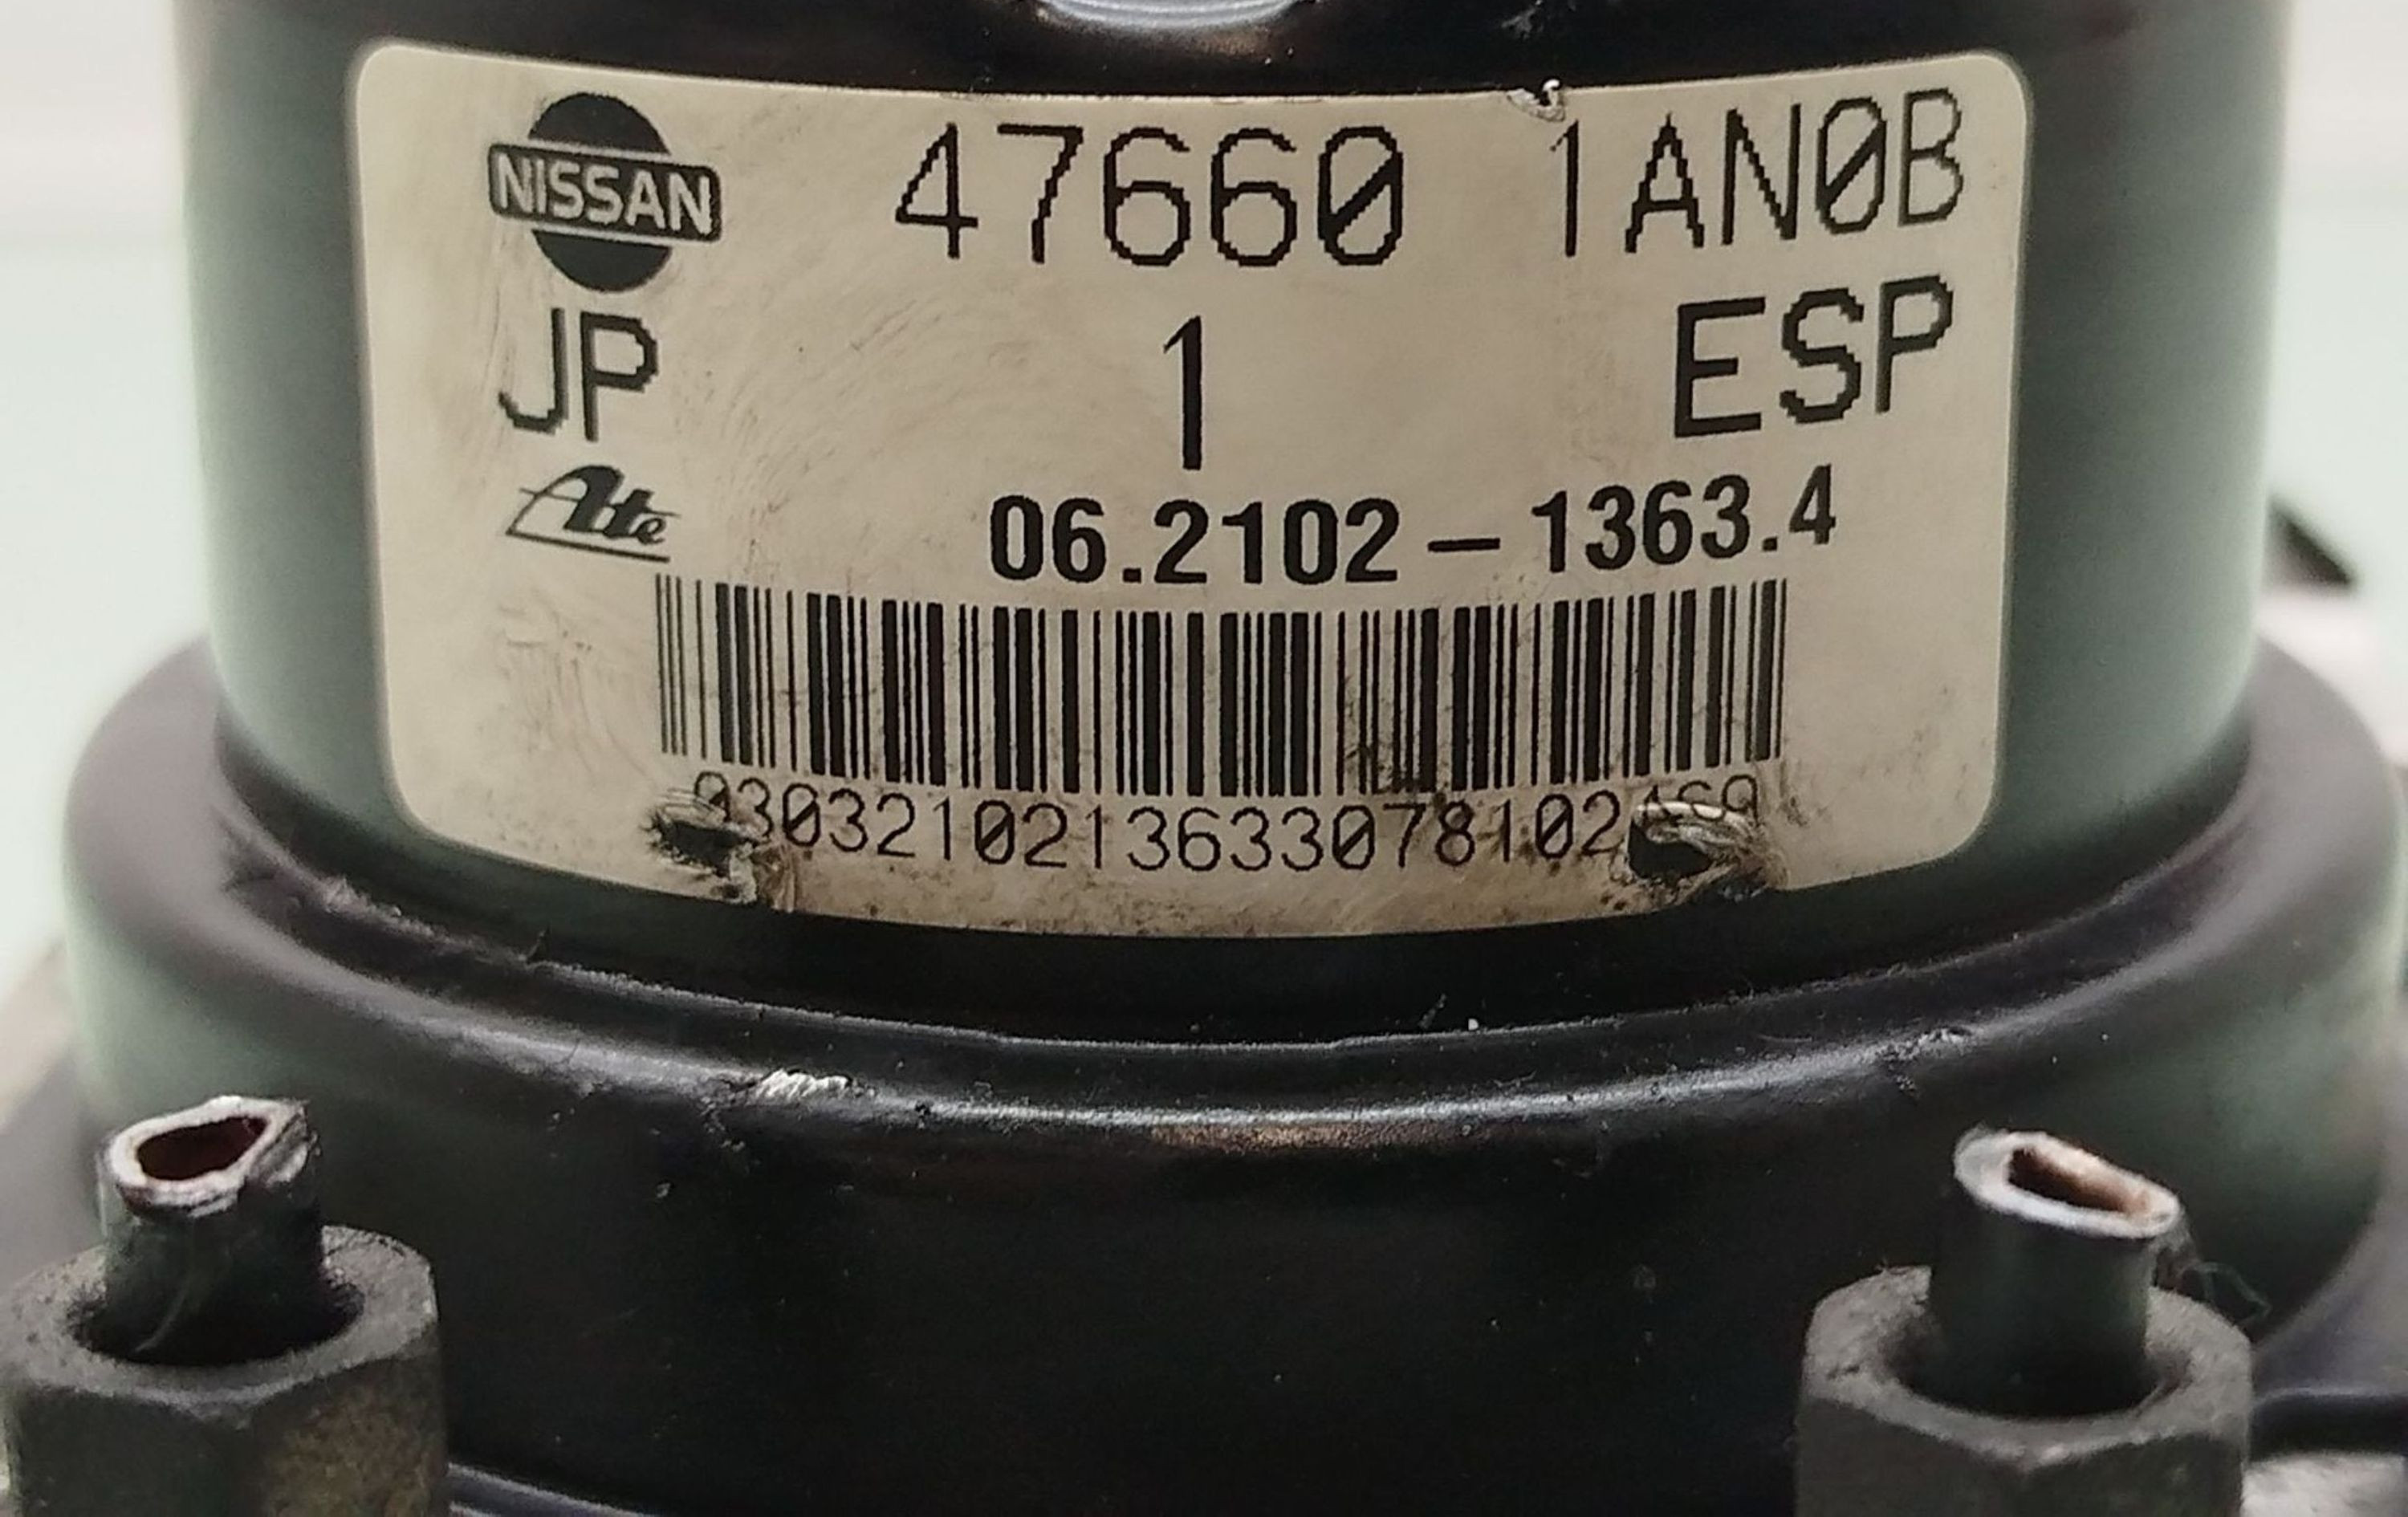 NISSAN 47660 1AN0B
JP 1 ESP
Ate 06.2102-1363.4